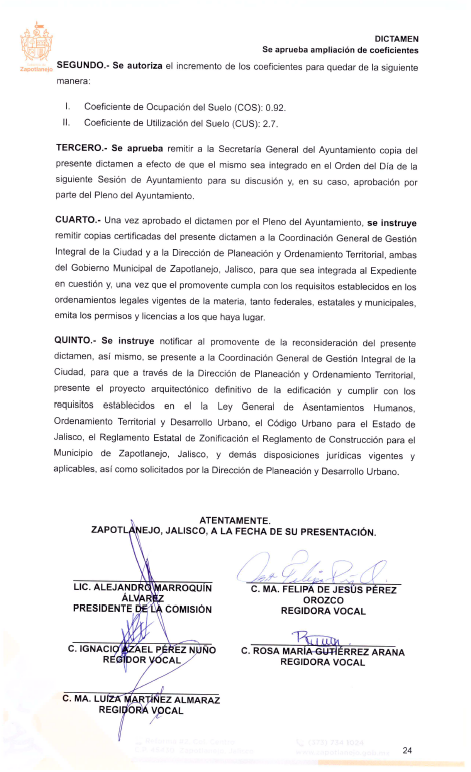 DICTAMEN
Se aprueba ampliación de coeficientes
Zapotlanejo
SEGUNDO.- Se autoriza el incremento de los coeficientes para quedar de la siguiente
manera:
I. Coeficiente de Ocupación del Suelo (COS): 0.92.
II. Coeficiente de Utilización del Suelo (CUS): 2.7.
TERCERO.- Se aprueba remitir a la Secretaría General del Ayuntamiento copia del
presente dictamen a efecto de que el mismo sea integrado en el Orden del Día de la
siguiente Sesión de Ayuntamiento para su discusión y, en su caso, aprobación por
parte del Pleno del Ayuntamiento.
CUARTO.- Una vez aprobado el dictamen por el Pleno del Ayuntamiento, se instruye
remitir copias certificadas del presente dictamen a la Coordinación General de Gestión
Integral de la Ciudad y a la Dirección de Planeación y Ordenamiento Territorial, ambas
del Gobierno Municipal de Zapotlanejo, Jalisco, para que sea integrada al Expediente
en cuestión y, una vez que el promovente cumpla con los requisitos establecidos en los
ordenamientos legales vigentes de la materia, tanto federales, estatales y municipales,
emita los permisos y licencias a los que haya lugar.
QUINTO.- Se instruye notificar al promovente de la reconsideración del presente
dictamen, así mismo, se presente a la Coordinación General de Gestión Integral de la
Ciudad, para que a través de la Dirección de Planeación y Ordenamiento Territorial,
presente el proyecto arquitectónico definitivo de la edificación y cumplir con los
requisitos establecidos en el Ley General de Asentamientos Humanos,
Ordenamiento Territorial y Desarrollo Urbano, el Código Urbano para el Estado de
Jalisco, el Reglamento Estatal de Zonificación el Reglamento de Construcción para el
Municipio de Zapotlanejo, Jalisco, y demás disposiciones jurídicas vigentes y
aplicables, así como solicitados por la Dirección de Planeación y Desarrollo Urbano.
ATENTAMENTE.
ZAPOTLANEJO, JALISCO, A LA FECHA DE SU PRESENTACIÓN.
LIC. ALEJANDRO MARROQUÍN
ÁLVAREZ
PRESIDENTE DE LA COMISIÓN
C. MA. FELIPA DE JESÚS PÉREZ
OROZCO
REGIDORA VOCAL
C. IGNACIO AZAEL PÉREZ NUÑO
REGIDOR VOCAL
C. ROSA MARÍA GUTIÉRREZ ARANA
REGIDORA VOCAL
C. MA. LUIZA MARTÍNEZ ALMARAZ
REGIDORA VOCAL
24